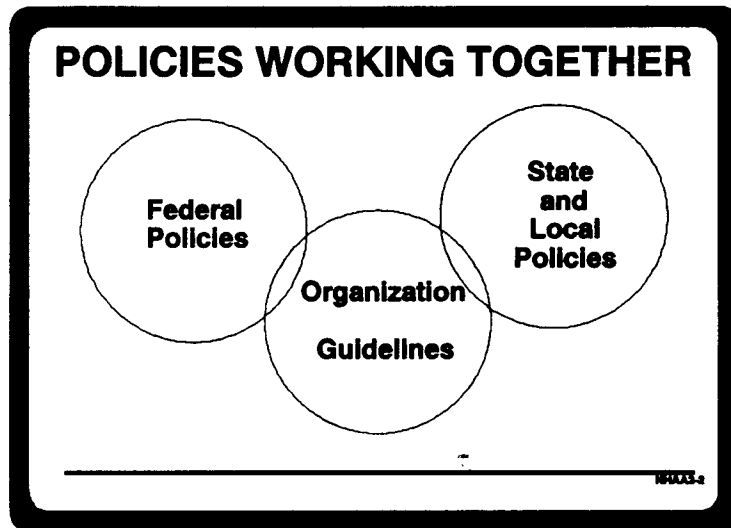 POLICIES WORKING TOGETHER
Federal
Policies
State
and
Local
Policies
Organization
Guidelines